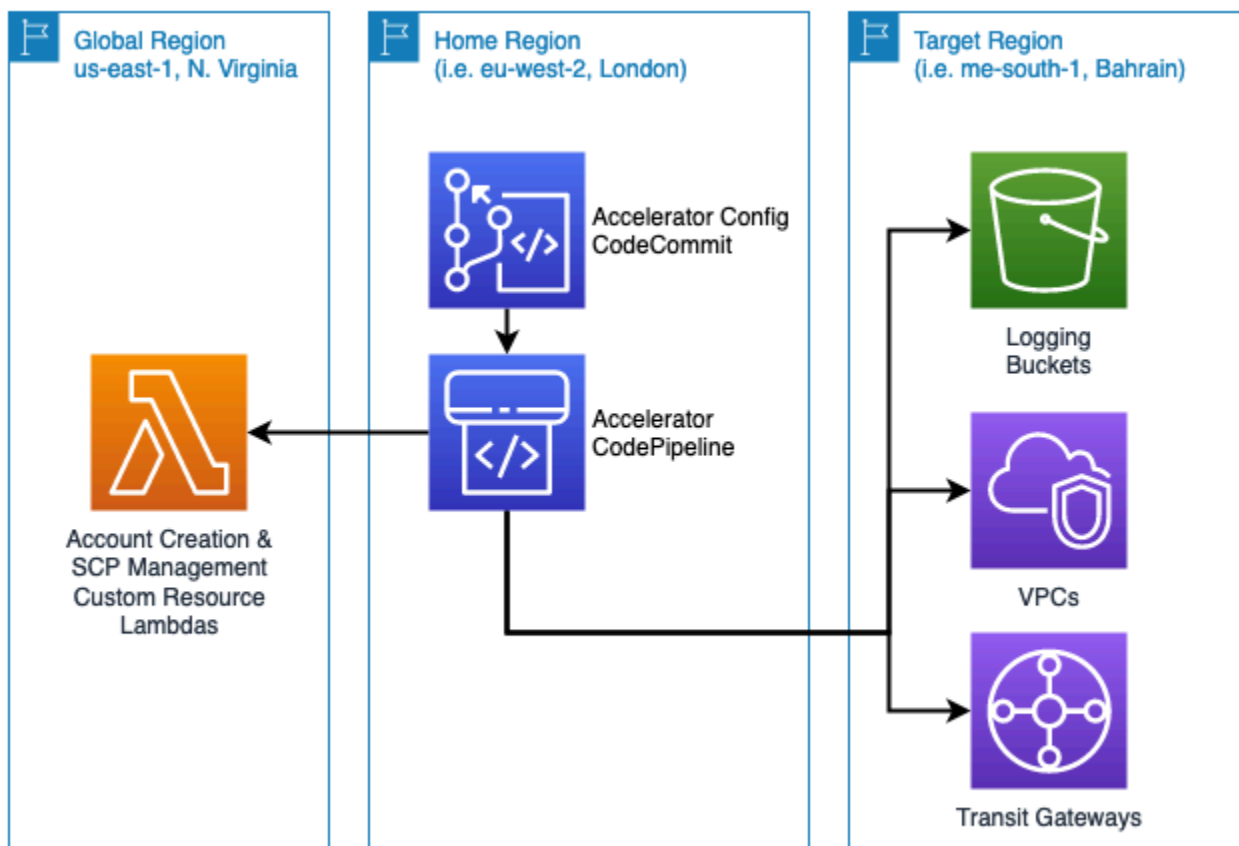 Global Region
us-east-1, N. Virginia
Home Region
(i.e. eu-west-2, London)
Target Region
(i.e. me-south-1, Bahrain)
Accelerator Config
CodeCommit
Accelerator
CodePipeline
Account Creation &
SCP Management
Custom Resource
Lambdas
Logging
Buckets
VPCs
Transit Gateways